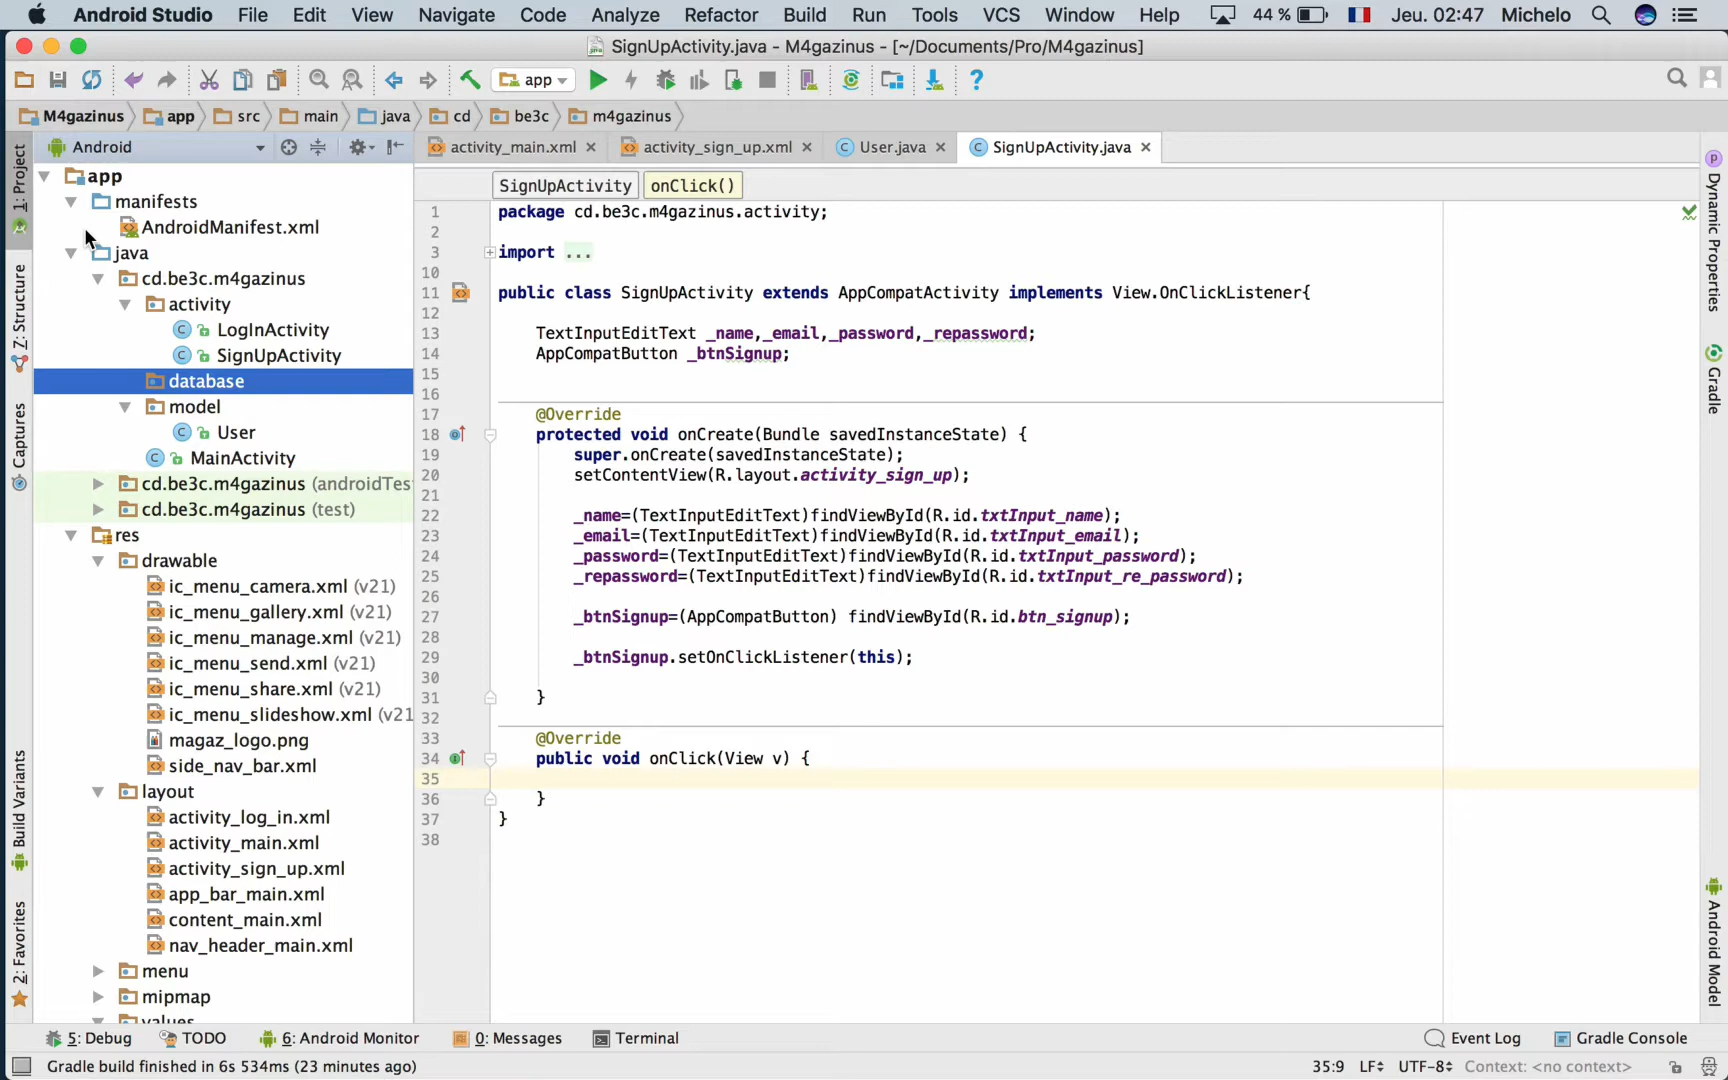 Android Studio File Edit View Navigate Code Analyze Refactor Build Run Tools VCS Window Help 44 % Jeu. 02:47 Michelo
SignUpActivity.java - M4gazinus - [~/Documents/Pro/M4gazinus]
app
M4gazinus app src main java cd be3c m4gazinus
Android
activity_main.xml activity_sign_up.xml User.java SignUpActivity.java
SignUpActivity onClick()
1: Project
Z: Structure
Captures
Build Variants
2: Favorites
app
manifests
AndroidManifest.xml
java
cd.be3c.m4gazinus
activity
LogInActivity
SignUpActivity
database
model
User
MainActivity
cd.be3c.m4gazinus (androidTes
cd.be3c.m4gazinus (test)
res
drawable
ic_menu_camera.xml (v21)
ic_menu_gallery.xml (v21)
ic_menu_manage.xml (v21)
ic_menu_send.xml (v21)
ic_menu_share.xml (v21)
ic_menu_slideshow.xml (v21
magaz_logo.png
side_nav_bar.xml
layout
activity_log_in.xml
activity_main.xml
activity_sign_up.xml
app_bar_main.xml
content_main.xml
nav_header_main.xml
menu
mipmap
values
1 package cd.be3c.m4gazinus.activity;
2
3 import ...
10
11 public class SignUpActivity extends AppCompatActivity implements View.OnClickListener{
12
13 TextInputEditText _name,_email,_password,_repassword;
14 AppCompatButton _btnSignup;
15
16
17 @Override
18 protected void onCreate(Bundle savedInstanceState) {
19 super.onCreate(savedInstanceState);
20 setContentView(R.layout.activity_sign_up);
21
22 _name=(TextInputEditText)findViewById(R.id.txtInput_name);
23 _email=(TextInputEditText)findViewById(R.id.txtInput_email);
24 _password=(TextInputEditText)findViewById(R.id.txtInput_password);
25 _repassword=(TextInputEditText)findViewById(R.id.txtInput_re_password);
26
27 _btnSignup=(AppCompatButton) findViewById(R.id.btn_signup);
28
29 _btnSignup.setOnClickListener(this);
30
31 }
32
33 @Override
34 public void onClick(View v) {
35
36 }
37 }
38
Dynamic Properties
Gradle
Android Model
5: Debug TODO 6: Android Monitor 0: Messages Terminal Event Log Gradle Console
Gradle build finished in 6s 534ms (23 minutes ago) 35:9 LF UTF-8 Context: <no context>